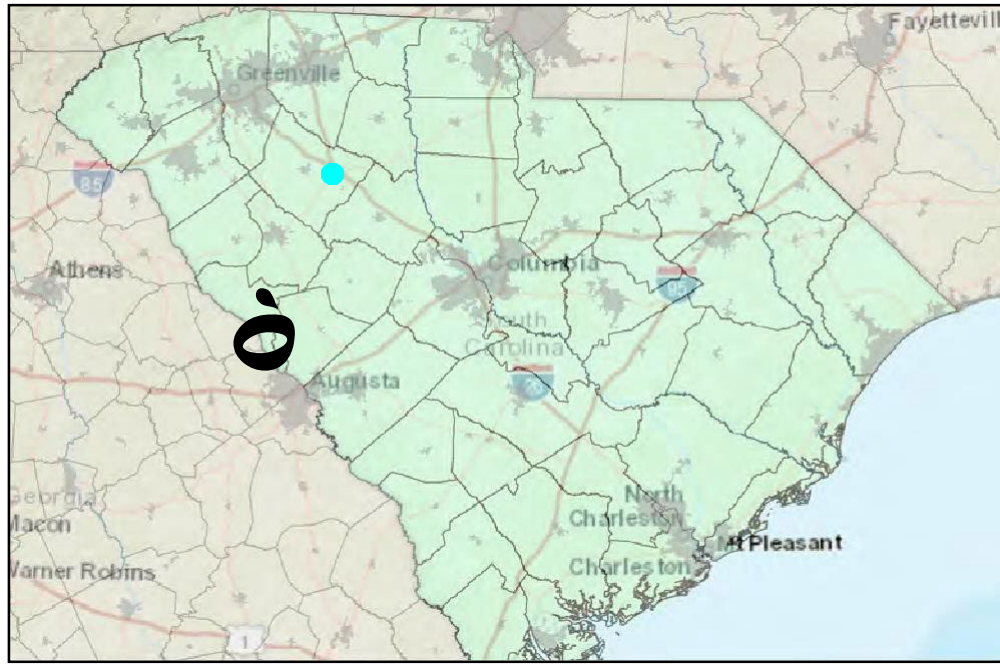 Fayettevill
Greenville
85
Athens
Columbia
95
South
Carolina
26
Augusta
Georgia
Macon
North
Charleston
Mt Pleasant
Charleston
Warner Robins
1